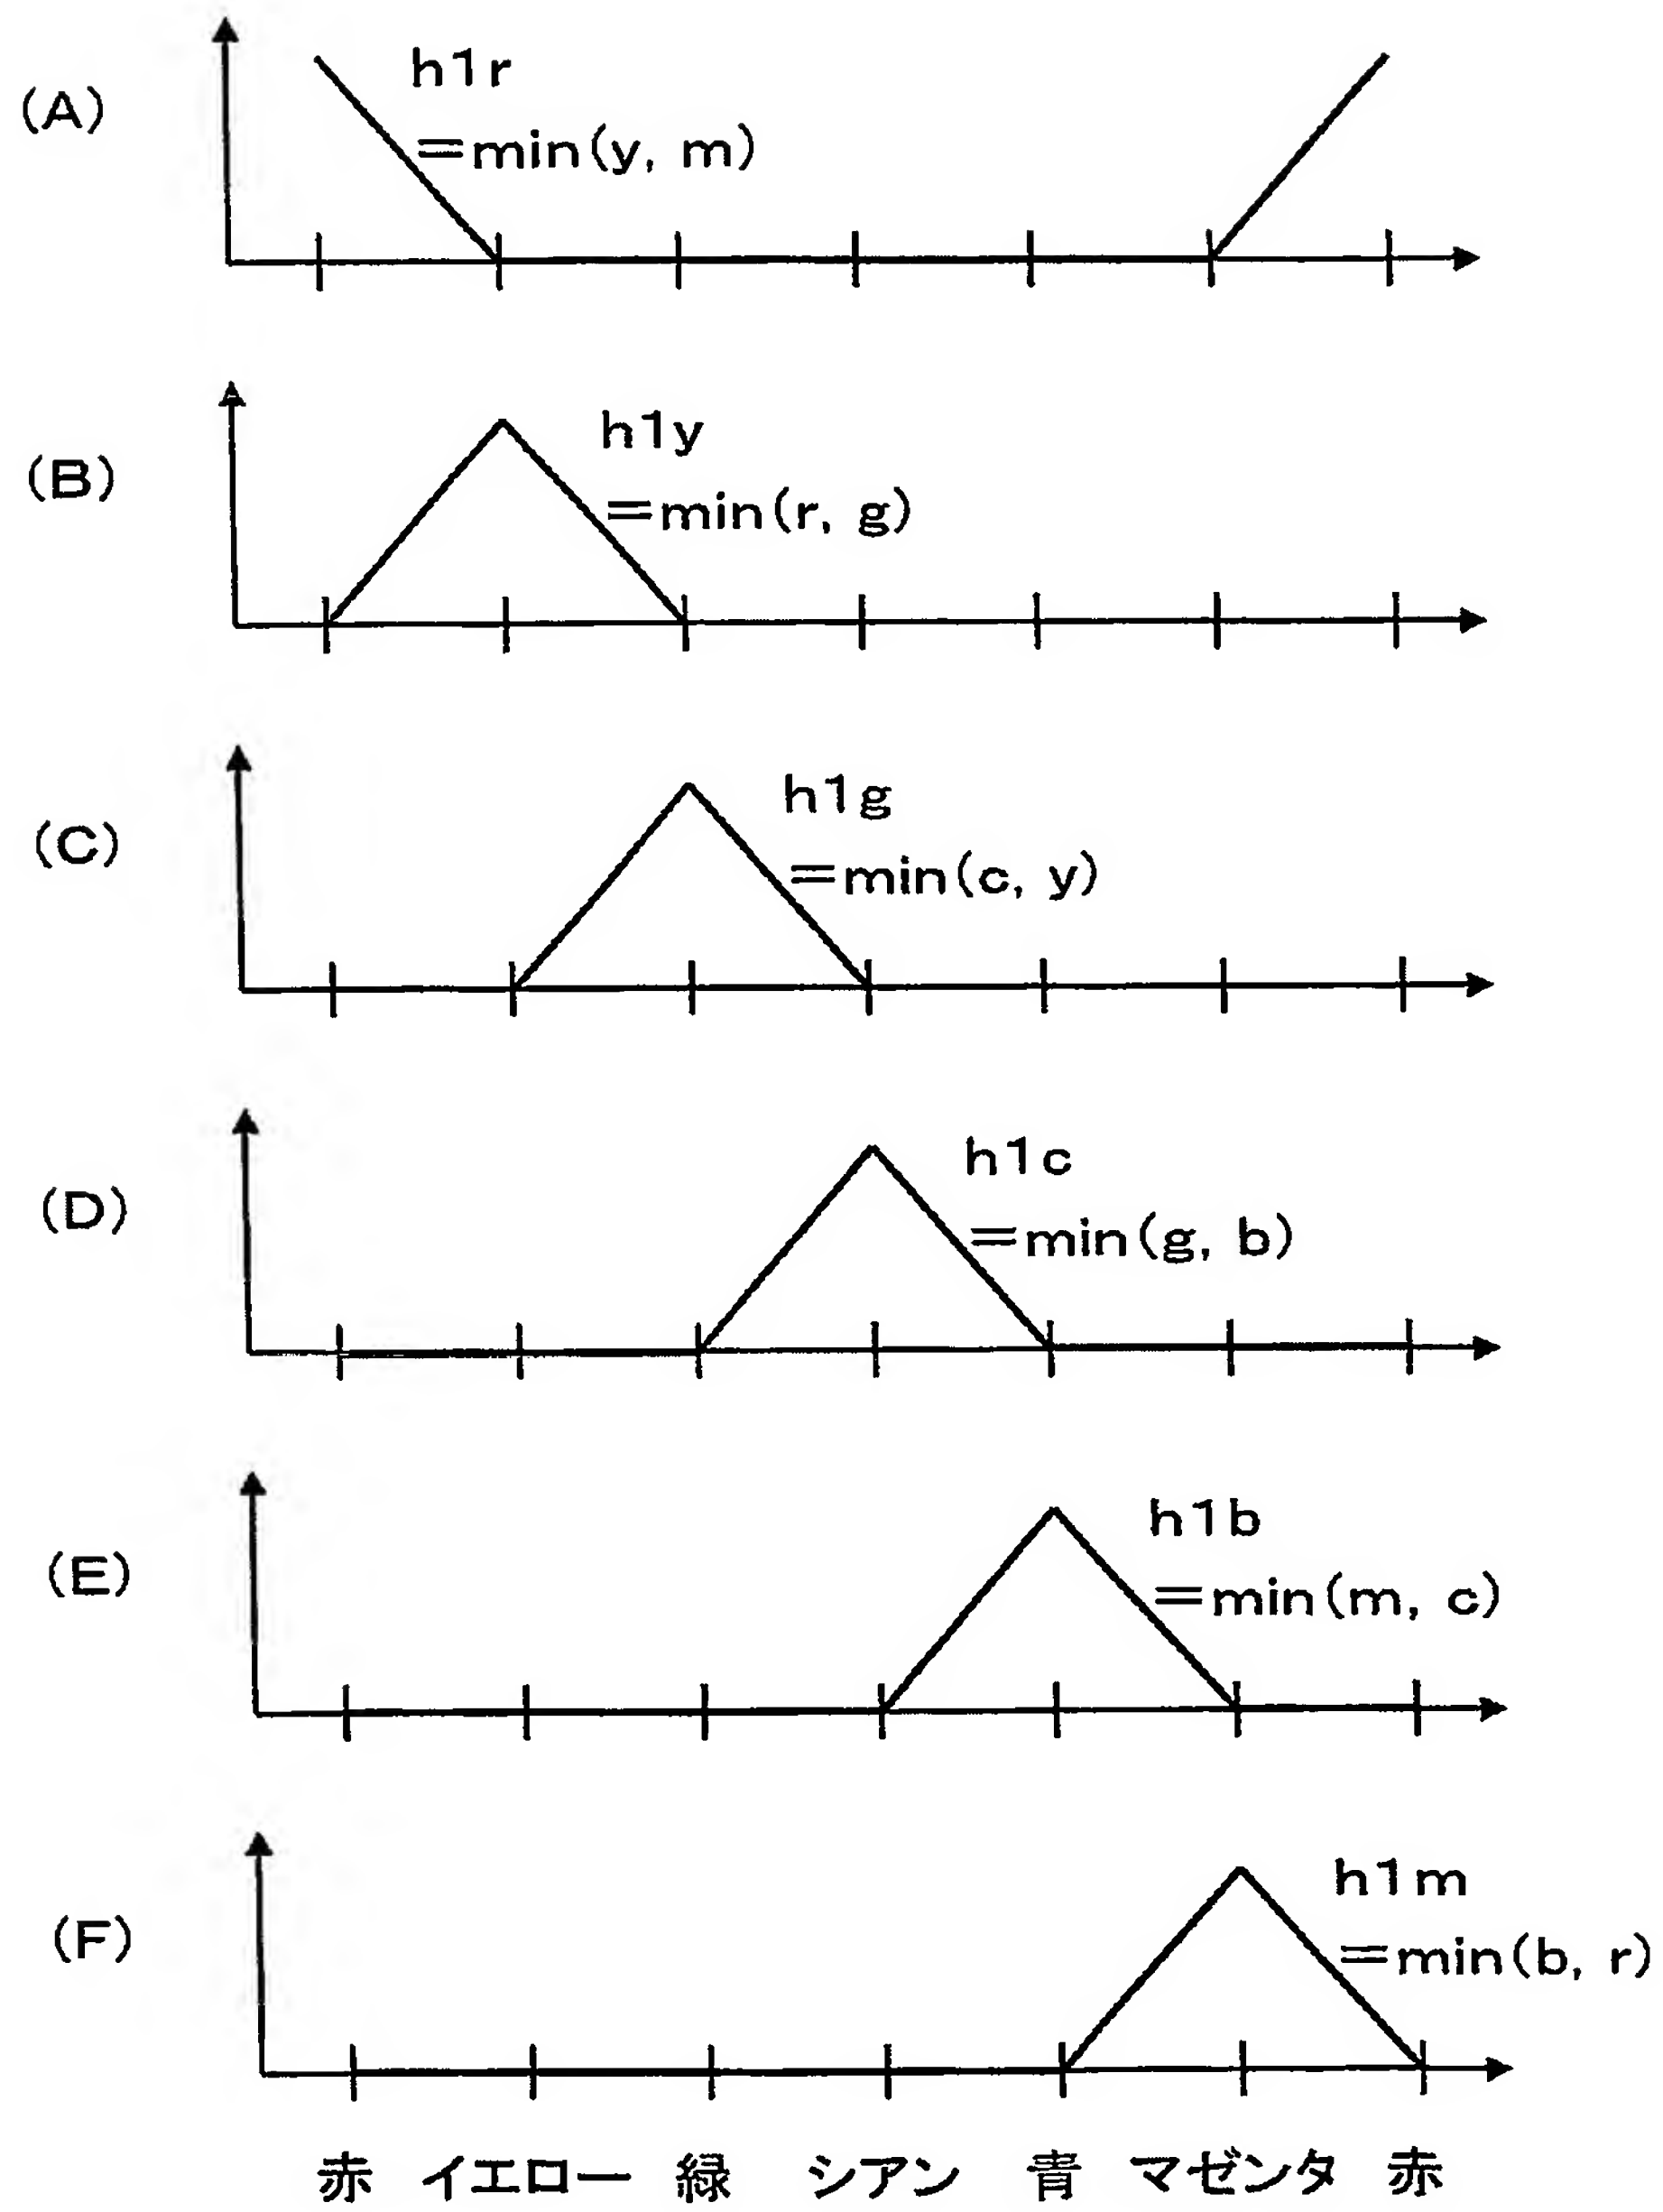 (A)
h1r
=min(y, m)
(B)
h1y
=min(r, g)
(C)
h1g
=min(c, y)
(D)
h1c
=min(g, b)
(E)
h1b
=min(m, c)
(F)
h1m
=min(b, r)
赤 イエロー 緑 シアン 青 マゼンタ 赤